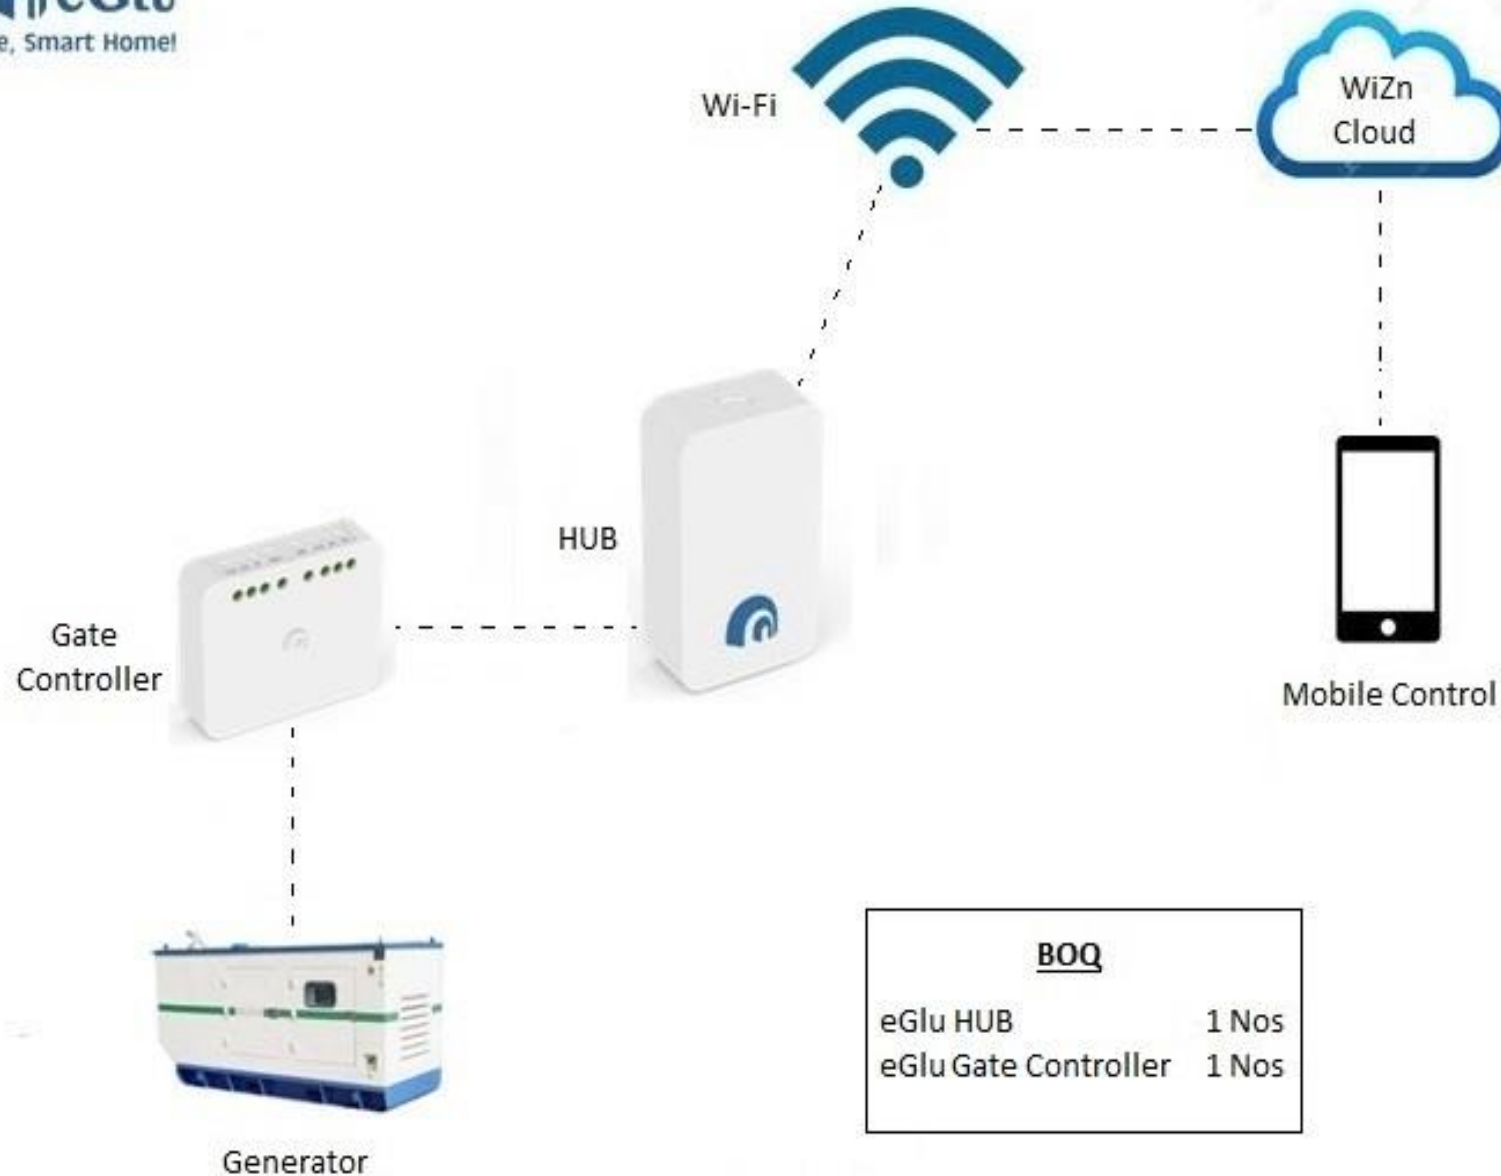 eGlu
e, Smart Home!
Wi-Fi
WiZn
Cloud
HUB
Gate
Controller
Mobile Control
BOQ
eGlu HUB 1 Nos
eGlu Gate Controller 1 Nos
Generator